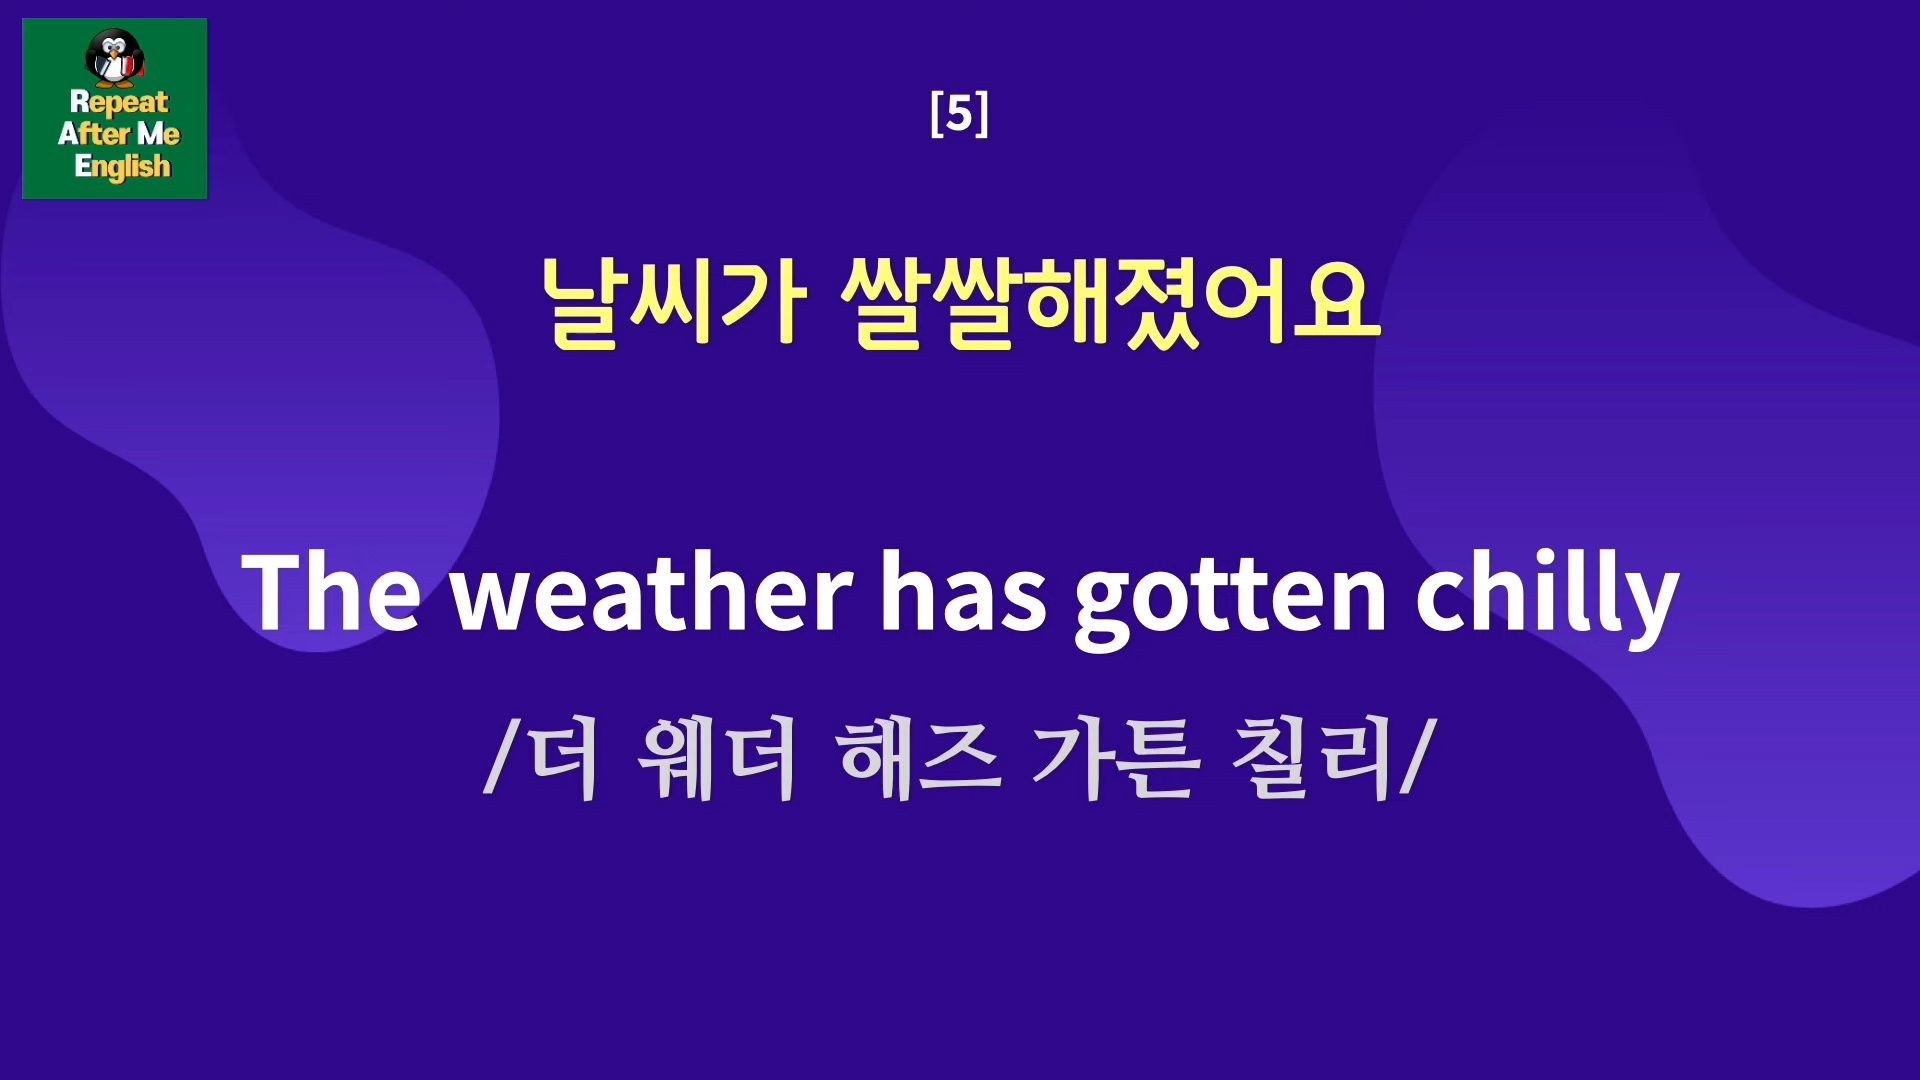 Repeat
After Me
English
[5]
날씨가 쌀쌀해졌어요
The weather has gotten chilly
/더 웨더 해즈 가튼 칠리/